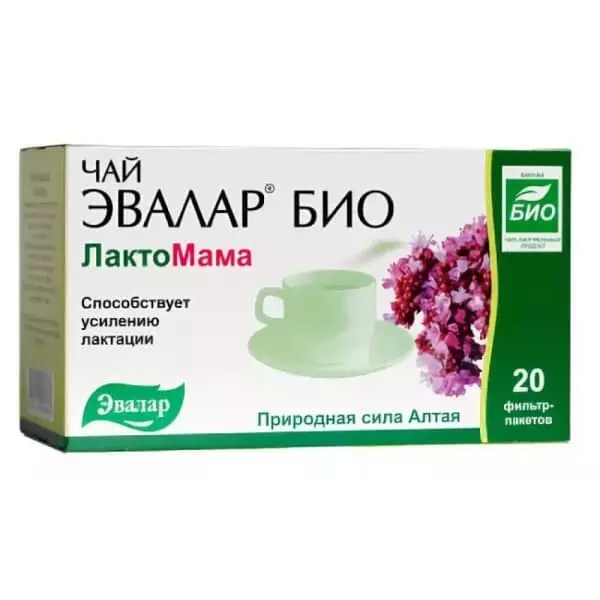 ЧАЙ
ЭВАЛАР® БИО
ЛактоМама
Способствует
усилению
лактации
Эвалар
Природная сила Алтая
БИО
20
фильтр-
пакетов